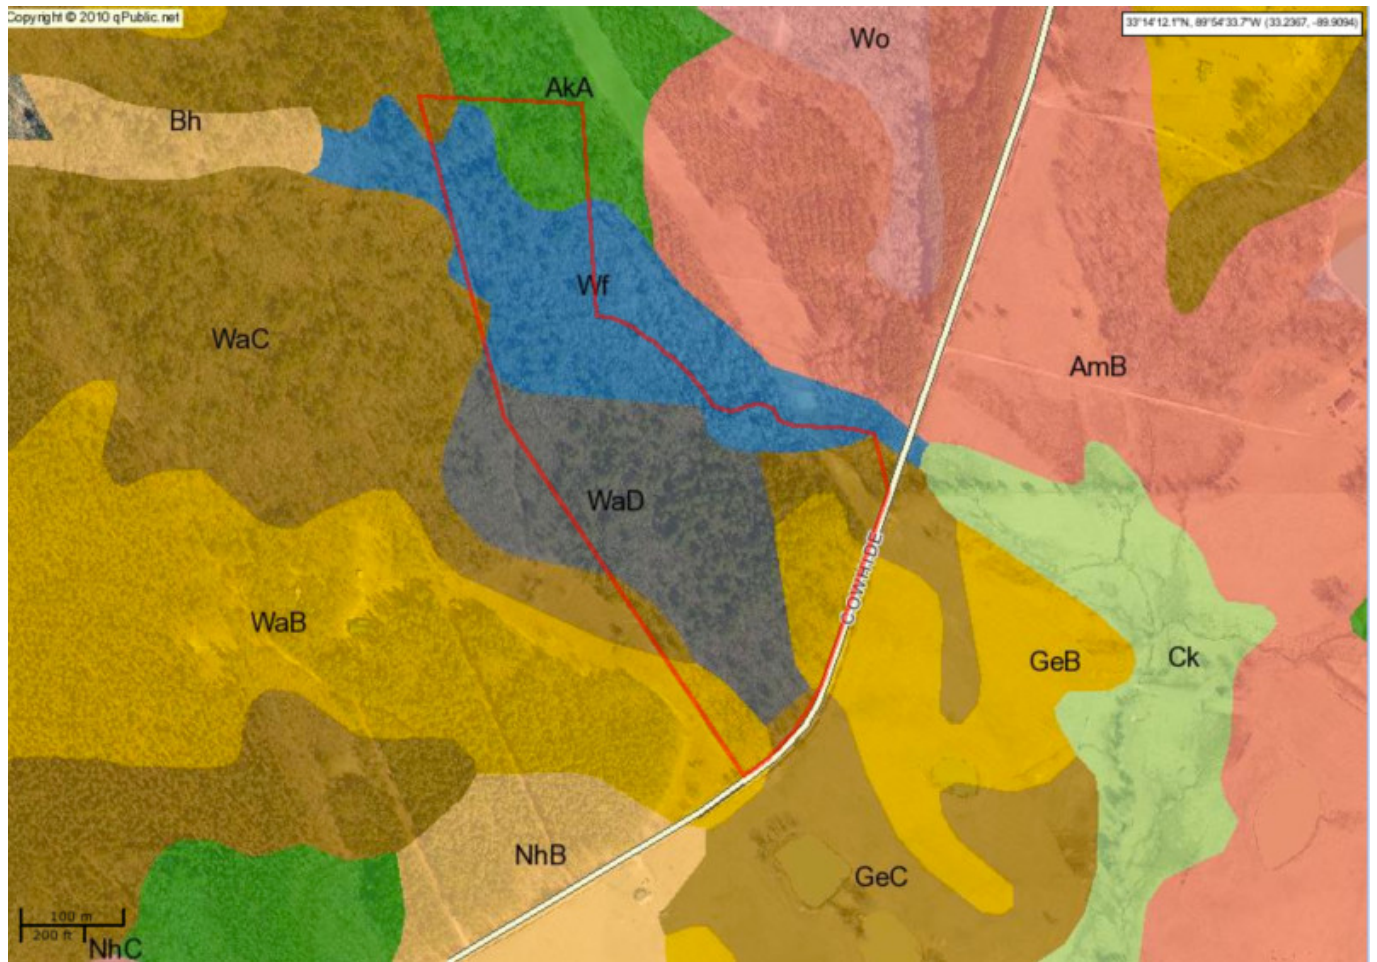 Copyright © 2010 qPublic.net
33°14'12.1"N, 89°54'33.7"W (33.2367, -89.9094)
Wo
AkA
Bh
Wf
WaC
AmB
WaD
COWHIDE
WaB
GeB
Ck
NhB
GeC
100 m
200 ft
NhC